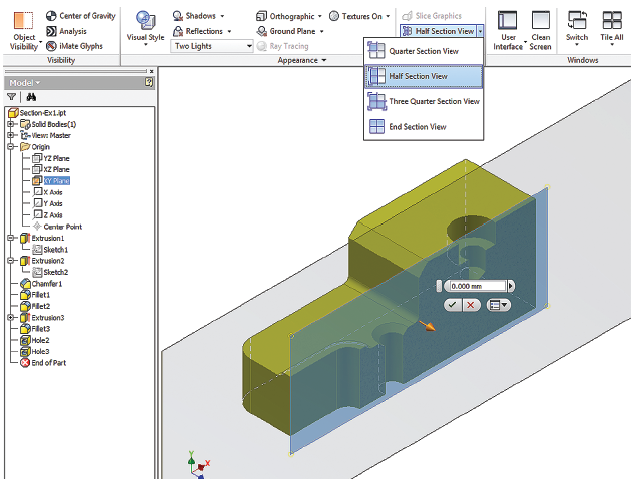 Object
Visibility
Center of Gravity
Analysis
iMate Glyphs
Visibility
Visual Style
Shadows
Reflections
Two Lights
Orthographic
Ground Plane
Ray Tracing
Textures On
Appearance
Slice Graphics
Half Section View
User
Interface
Clean
Screen
Switch
Tile All
Windows
Quarter Section View
Half Section View
Three Quarter Section View
End Section View
Model
Section-Ex1.ipt
Solid Bodies(1)
View: Master
Origin
YZ Plane
XZ Plane
XY Plane
X Axis
Y Axis
Z Axis
Center Point
Extrusion1
Sketch1
Extrusion2
Sketch2
Chamfer1
Fillet1
Fillet2
Extrusion3
Fillet3
Hole2
Hole3
End of Part
0.000 mm
Y
X